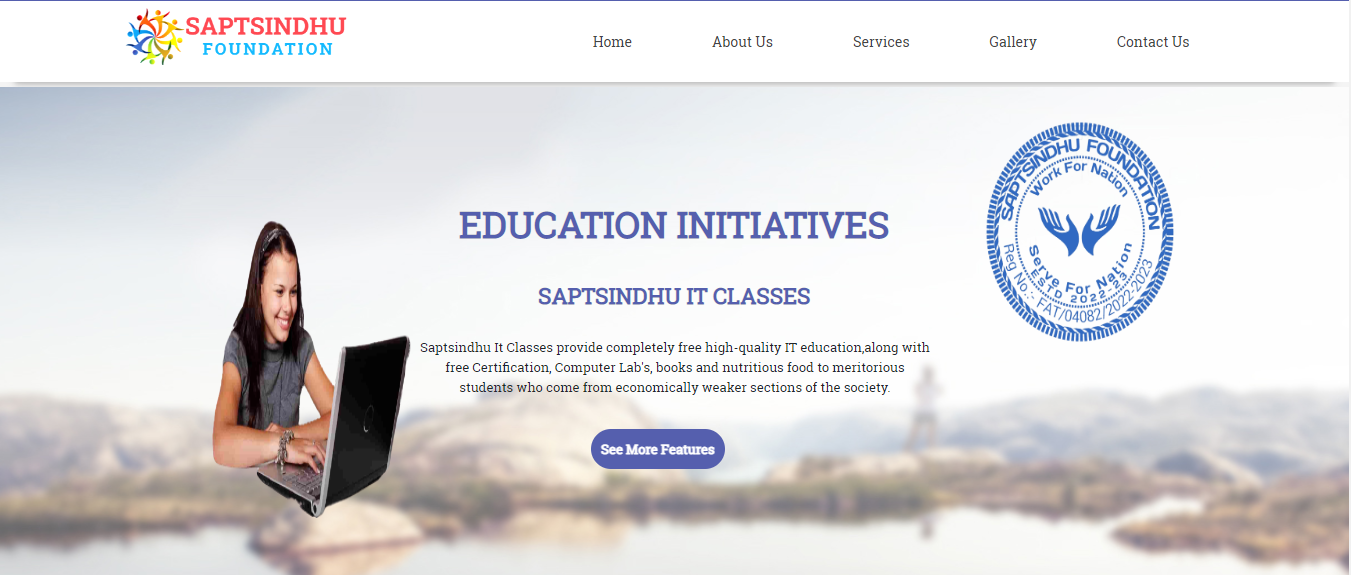 SAPTSINDHU
FOUNDATION
Home About Us Services Gallery Contact Us
SAPTSINDHU FOUNDATION
Work For Nation
Serve For Nation
ESTD 2022-23
Reg No:- FAT/04082/2022-2023
EDUCATION INITIATIVES
SAPTSINDHU IT CLASSES
Saptsindhu It Classes provide completely free high-quality IT education,along with
free Certification, Computer Lab's, books and nutritious food to meritorious
students who come from economically weaker sections of the society.
See More Features